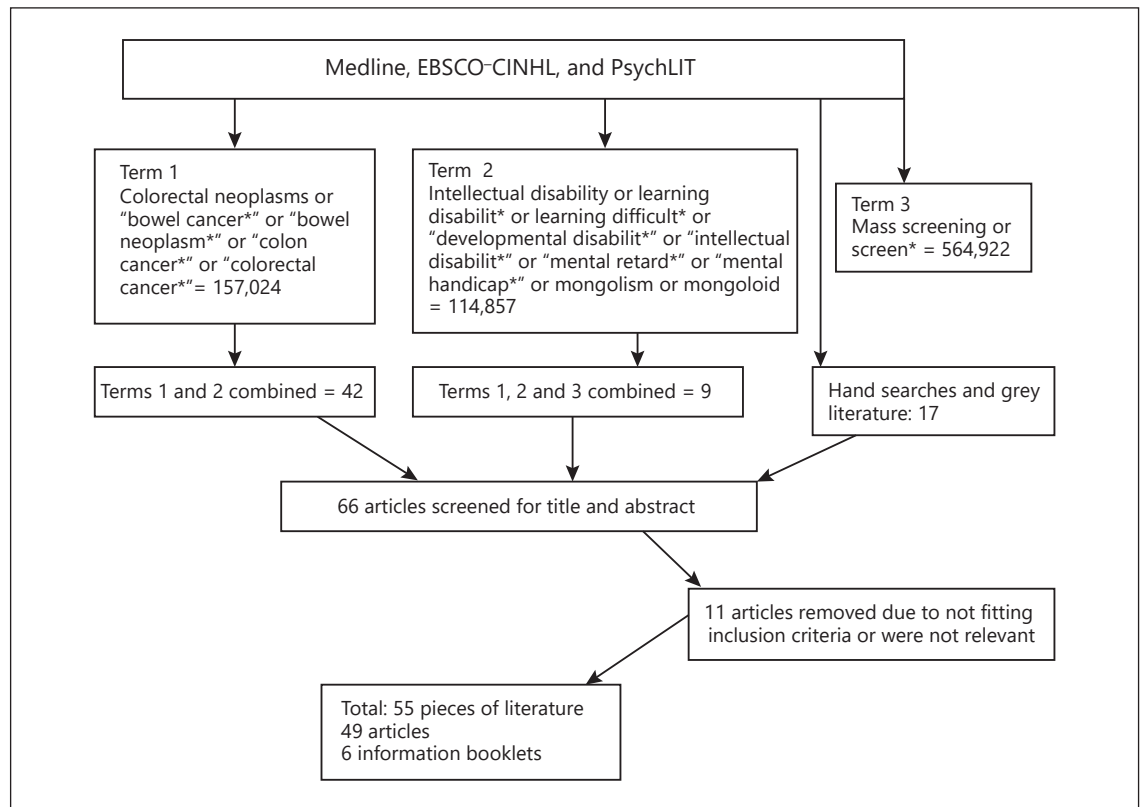 Medline, EBSCO–CINHL, and PsychLIT
Term 1
Colorectal neoplasms or
“bowel cancer*” or “bowel
neoplasm*” or “colon
cancer*” or “colorectal
cancer*”= 157,024
Term 2
Intellectual disability or learning
disabilit* or learning difficult* or
“developmental disabilit*” or “intellectual
disabilit*” or “mental retard*” or “mental
handicap*” or mongolism or mongoloid
= 114,857
Term 3
Mass screening or
screen* = 564,922
Terms 1 and 2 combined = 42
Terms 1, 2 and 3 combined = 9
Hand searches and grey
literature: 17
66 articles screened for title and abstract
11 articles removed due to not fitting
inclusion criteria or were not relevant
Total: 55 pieces of literature
49 articles
6 information booklets